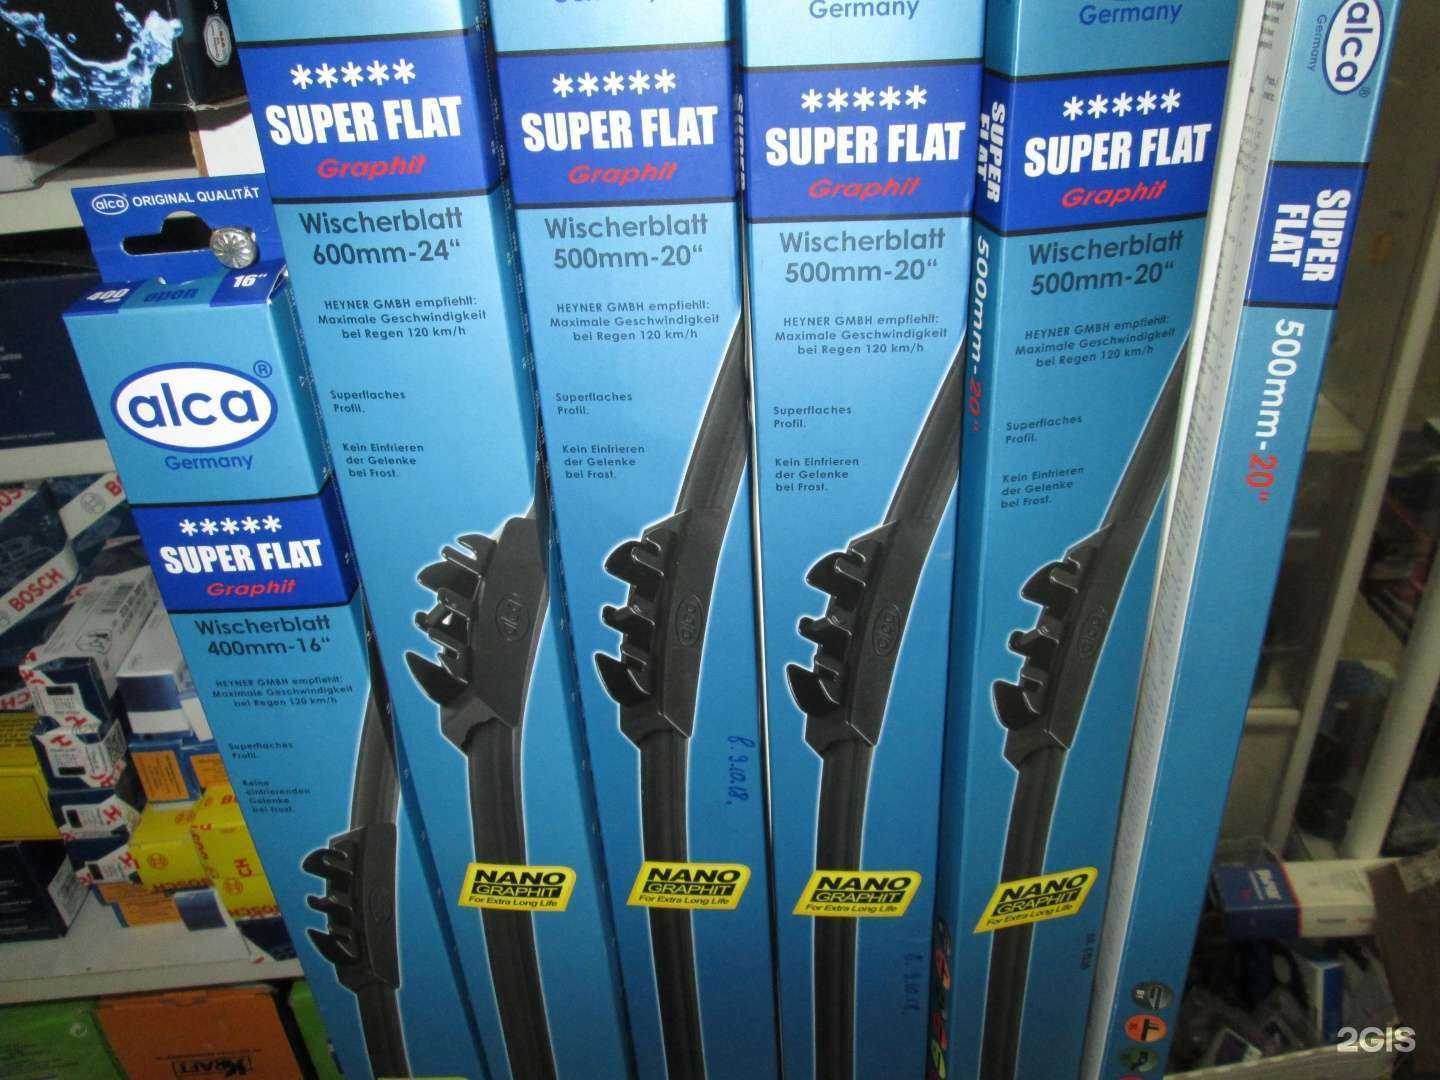 alca ORIGINAL QUALITÄT
400
16"
alca®
Germany
*****
SUPER FLAT
Graphit
Wischerblatt
400mm-16"
HEYNER GMBH empfiehlt:
Maximale Geschwindigkeit
bei Regen 120 km/h
Superflaches
Profil.
Keine
einfrierenden
Gelenke
bei frost.
*****
SUPER FLAT
Graphit
Wischerblatt
600mm-24"
HEYNER GMBH empfiehlt:
Maximale Geschwindigkeit
bei Regen 120 km/h
Superflaches
Profil.
Kein Einfrieren
der Gelenke
bei Frost.
alca
NANO
GRAPHIT
For Extra Long Life
Germany
*****
SUPER FLAT
Graphit
Wischerblatt
500mm-20"
HEYNER GMBH empfiehlt:
Maximale Geschwindigkeit
bei Regen 120 km/h
Superflaches
Profil.
Kein Einfrieren
der Gelenke
bei Frost.
alca
NANO
GRAPHIT
For Extra Long Life
Germany
*****
SUPER FLAT
Graphit
Wischerblatt
500mm-20"
HEYNER GMBH empfiehlt:
Maximale Geschwindigkeit
bei Regen 120 km/h
Superflaches
Profil.
Kein Einfrieren
der Gelenke
bei Frost.
alca
NANO
GRAPHIT
For Extra Long Life
SUPER
FLAT
500mm-20"
Germany
*****
SUPER FLAT
Graphit
Wischerblatt
500mm-20"
HEYNER GMBH empfiehlt:
Maximale Geschwindigkeit
bei Regen 120 km/h
Superflaches
Profil.
Kein Einfrieren
der Gelenke
bei Frost.
alca
NANO
GRAPHIT
For Extra Long Life
alca®
Germany
SUPER
FLAT
500mm-20"
BOSCH
BOSCH
KRAFT
2GIS